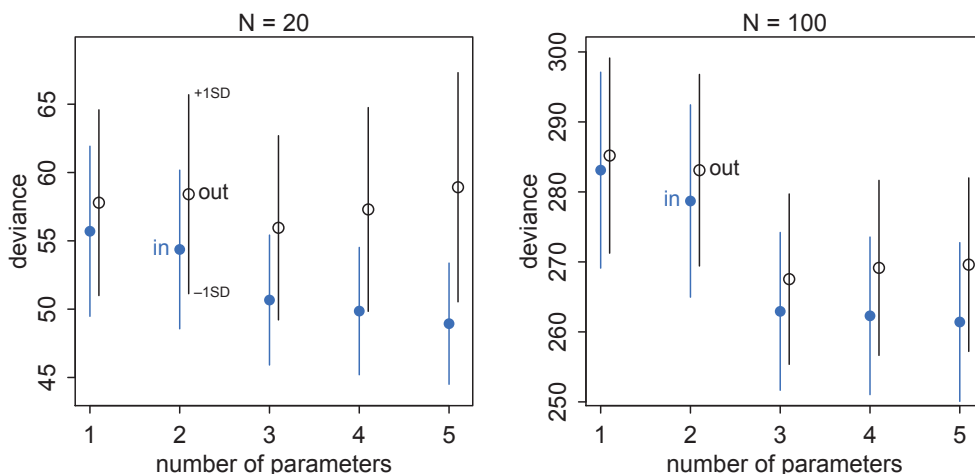 N = 20
deviance
45 50 55 60 65
+1SD
out
in
–1SD
1 2 3 4 5
number of parameters
N = 100
deviance
250 260 270 280 290 300
out
in
1 2 3 4 5
number of parameters